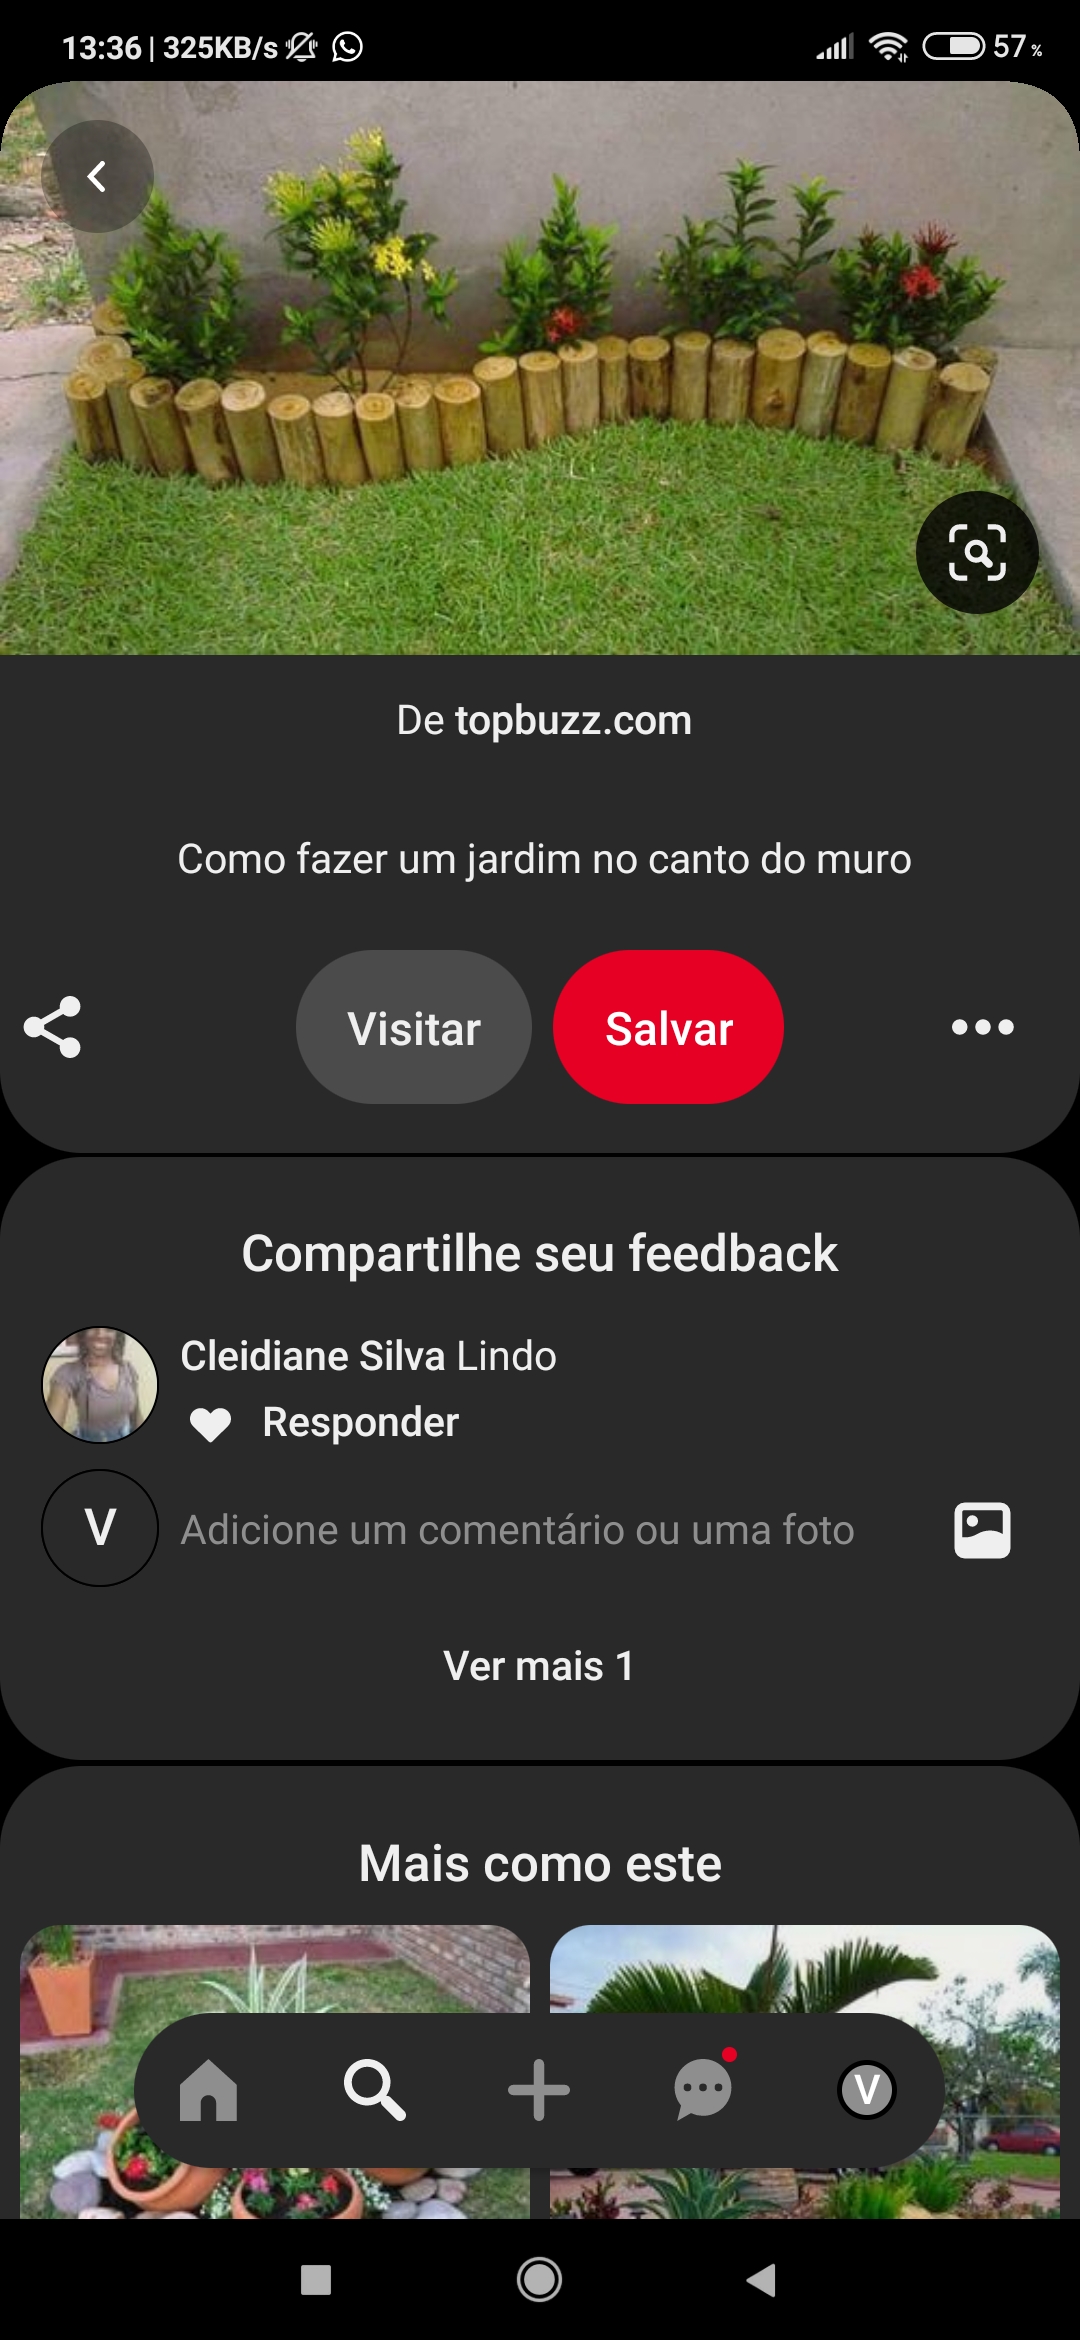 13:36 | 325KB/s 57%
De topbuzz.com
Como fazer um jardim no canto do muro
Visitar
Salvar
Compartilhe seu feedback
Cleidiane Silva Lindo
Responder
V
Adicione um comentário ou uma foto
Ver mais 1
Mais como este
V